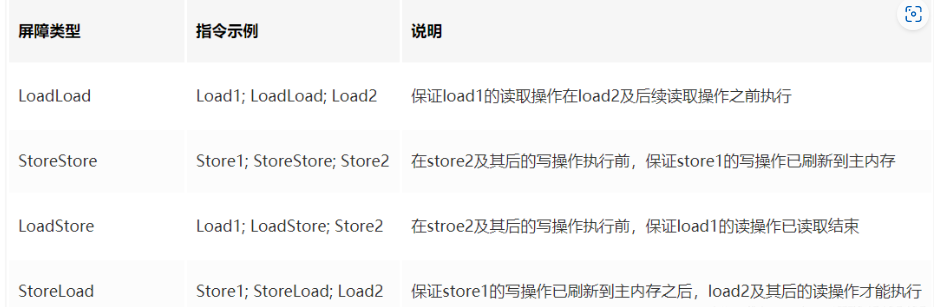 屏障类型 指令示例 说明
LoadLoad Load1; LoadLoad; Load2 保证load1的读取操作在load2及后续读取操作之前执行
StoreStore Store1; StoreStore; Store2 在store2及其后的写操作执行前，保证store1的写操作已刷新到主内存
LoadStore Load1; LoadStore; Store2 在stroe2及其后的写操作执行前，保证load1的读操作已读取结束
StoreLoad Store1; StoreLoad; Load2 保证store1的写操作已刷新到主内存之后，load2及其后的读操作才能执行